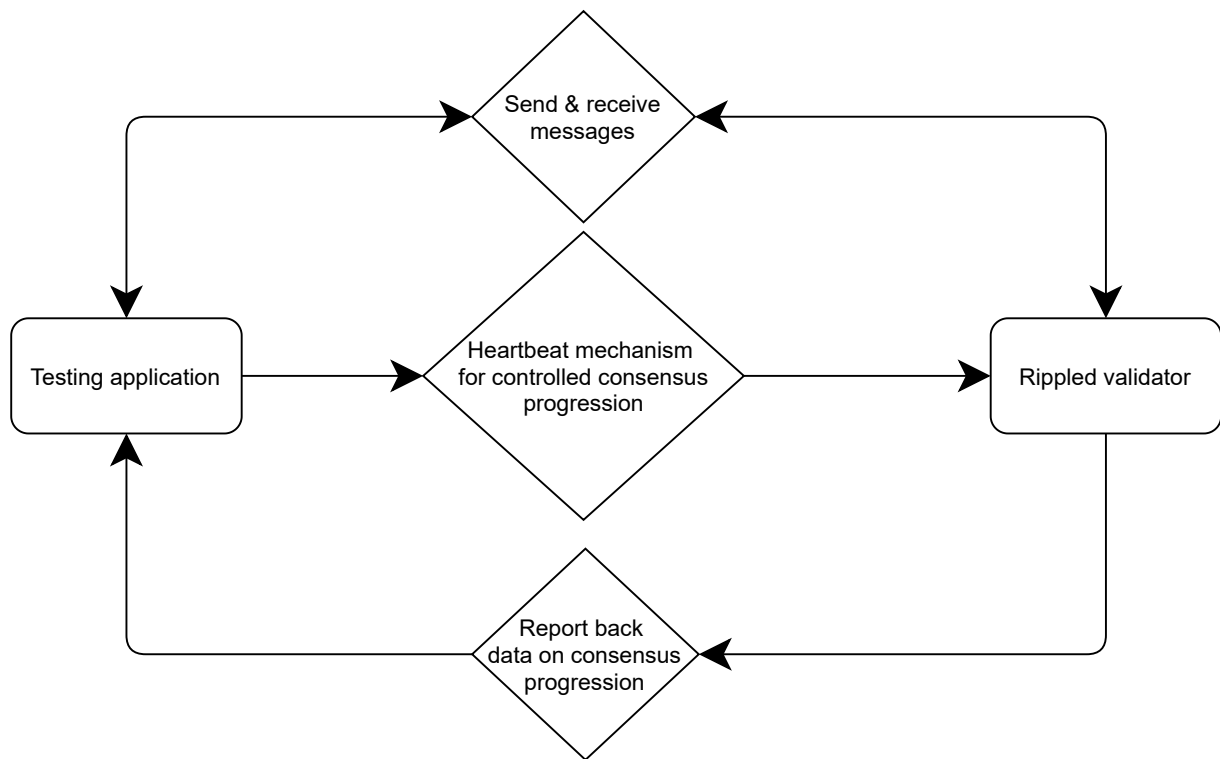 Send & receive
messages
Testing application
Heartbeat mechanism
for controlled consensus
progression
Rippled validator
Report back
data on consensus
progression